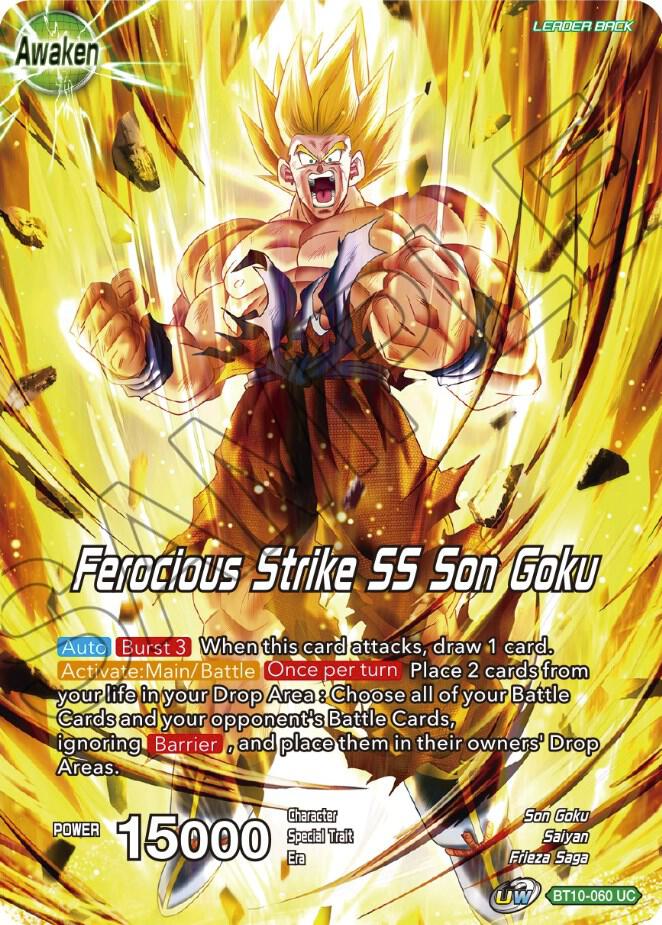 Awaken
LEADER BACK
SAMPLE
Ferocious Strike SS Son Goku
Auto Burst 3 When this card attacks, draw 1 card.
Activate:Main/Battle Once per turn Place 2 cards from
your life in your Drop Area : Choose all of your Battle
Cards and your opponent's Battle Cards,
ignoring Barrier , and place them in their owners' Drop
Areas.
POWER 15000
Character Son Goku
Special Trait Saiyan
Era Frieza Saga
UW BT10-060 UC